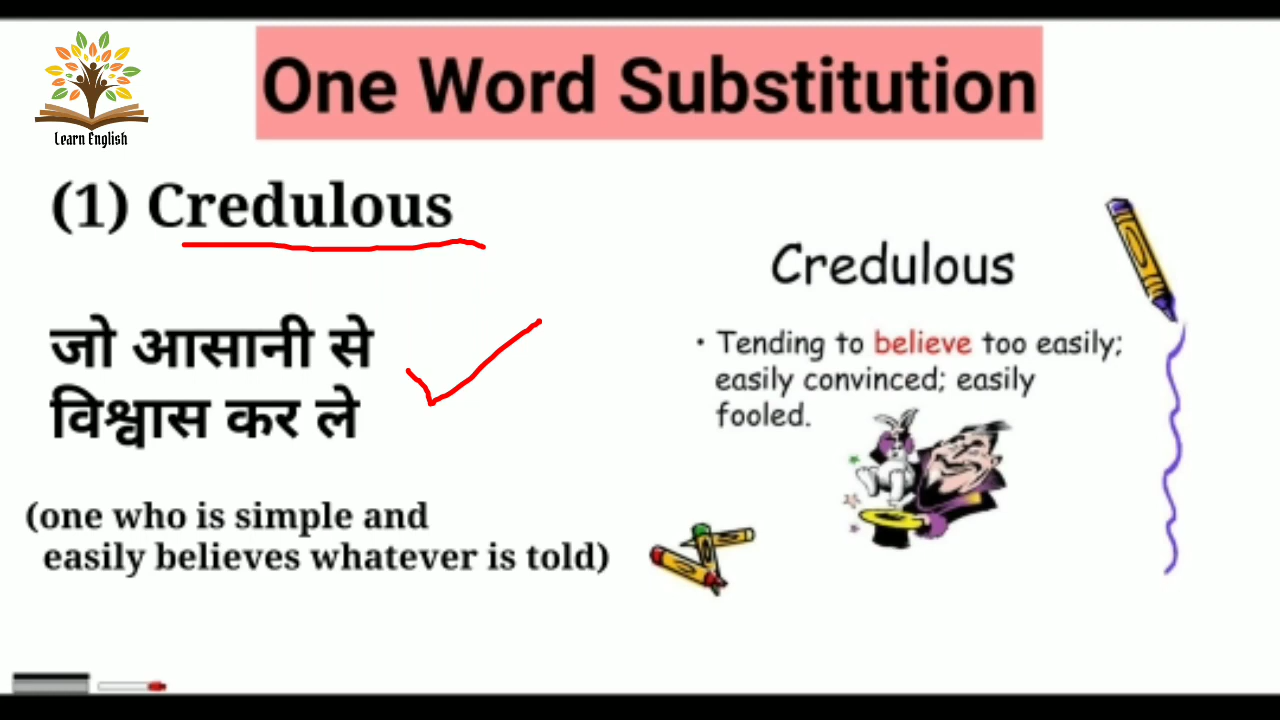 Learn English
One Word Substitution
(1) Credulous
जो आसानी से
विश्वास कर ले
(one who is simple and
easily believes whatever is told)
Credulous
• Tending to believe too easily;
easily convinced; easily
fooled.